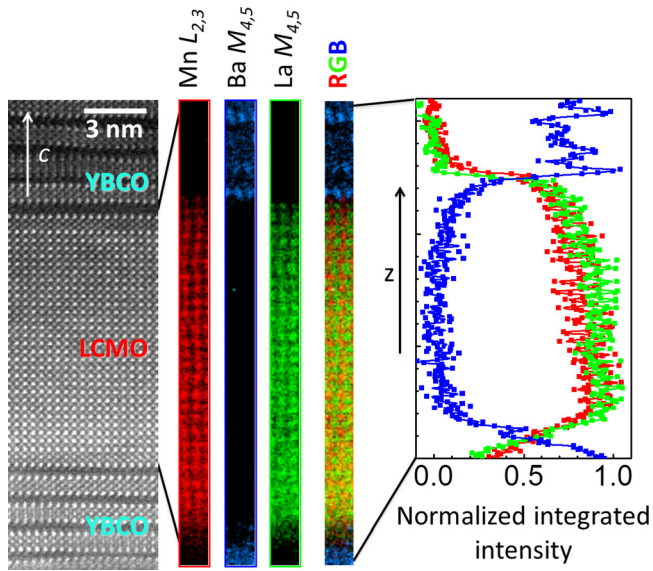 Mn L2,3
Ba M4,5
La M4,5
RGB
3 nm
c
YBCO
LCMO
YBCO
z
0.0 0.5 1.0
Normalized integrated
intensity